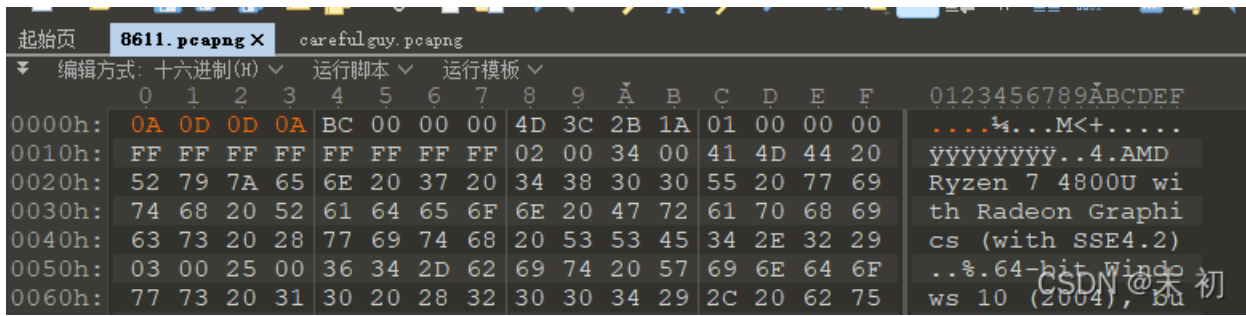 起始页 8611.pcapng × carefulguy.pcapng
编辑方式: 十六进制(H) 运行脚本 运行模板
0 1 2 3 4 5 6 7 8 9 A B C D E F 0123456789ABCDEF
0000h: 0A 0D 0D 0A BC 00 00 00 4D 3C 2B 1A 01 00 00 00 ....¼...M<+.....
0010h: FF FF FF FF FF FF FF FF 02 00 34 00 41 4D 44 20 ÿÿÿÿÿÿÿÿ..4.AMD
0020h: 52 79 7A 65 6E 20 37 20 34 38 30 30 55 20 77 69 Ryzen 7 4800U wi
0030h: 74 68 20 52 61 64 65 6F 6E 20 47 72 61 70 68 69 th Radeon Graphi
0040h: 63 73 20 28 77 69 74 68 20 53 53 45 34 2E 32 29 cs (with SSE4.2)
0050h: 03 00 25 00 36 34 2D 62 69 74 20 57 69 6E 64 6F ..%.64-bit Windo
0060h: 77 73 20 31 30 20 28 32 30 30 34 29 2C 20 62 75 ws 10 (2004), bu
CSDN @末 初